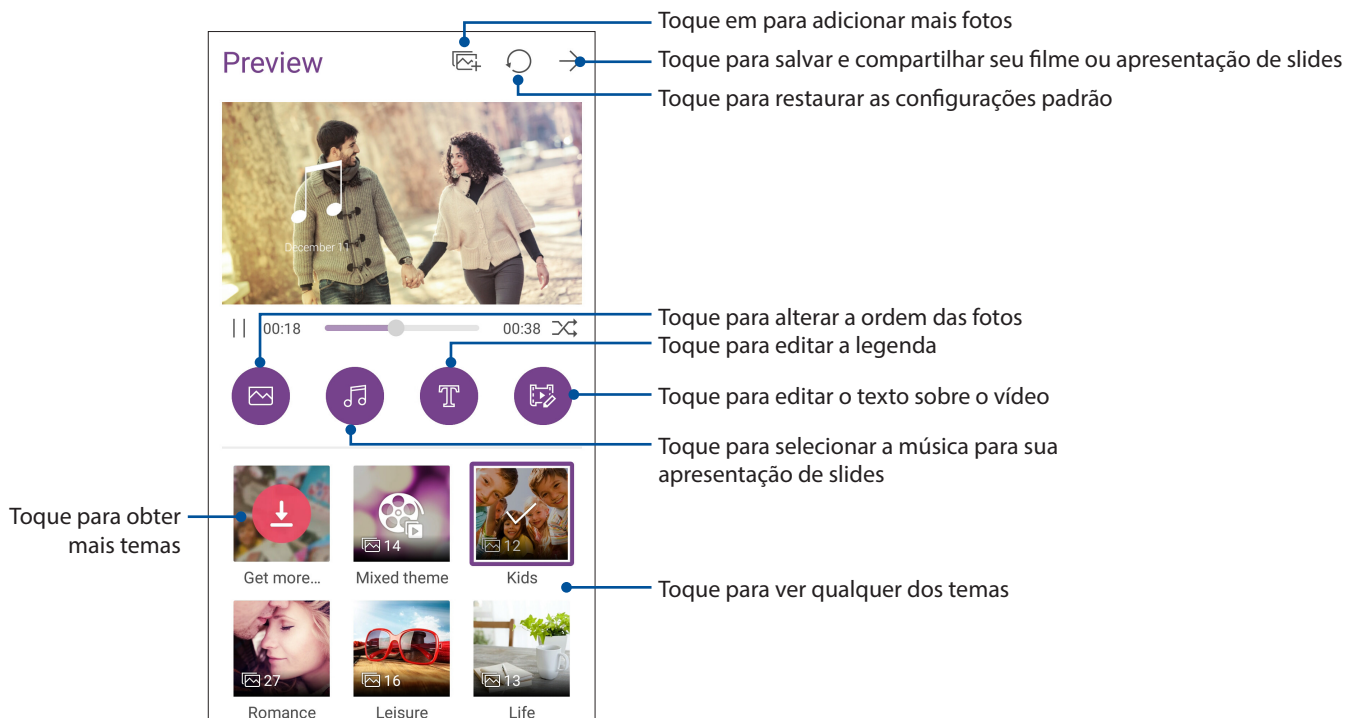 Toque em para adicionar mais fotos
Preview
Toque para salvar e compartilhar seu filme ou apresentação de slides
Toque para restaurar as configurações padrão
December 11
00:18
00:38
Toque para alterar a ordem das fotos
Toque para editar a legenda
T
Toque para editar o texto sobre o vídeo
Toque para selecionar a música para sua
apresentação de slides
Toque para obter
mais temas
14
12
Get more...
Mixed theme
Kids
Toque para ver qualquer dos temas
27
16
13
Romance
Leisure
Life